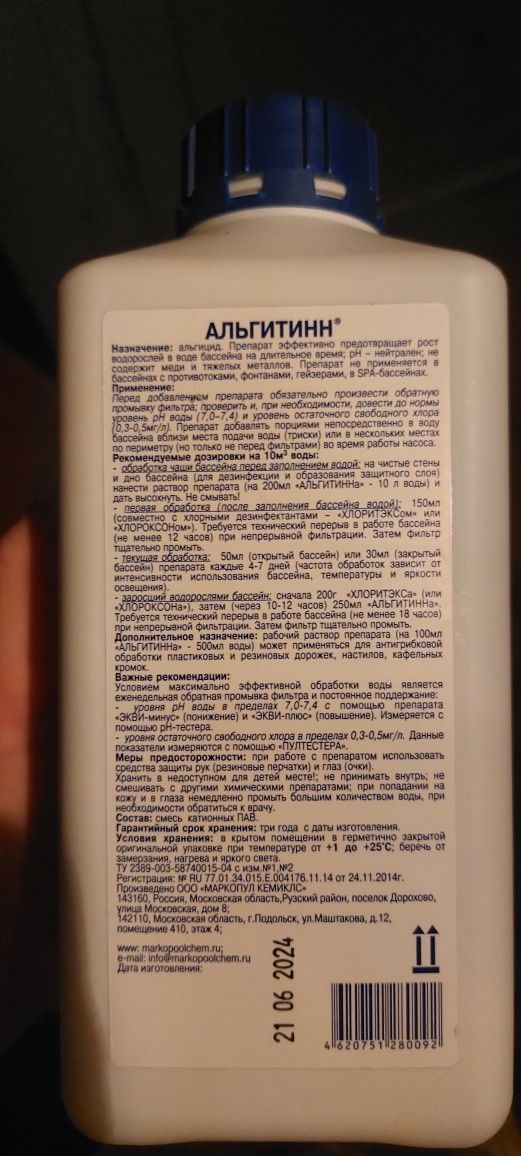 АЛЬГИТИНН®
Назначение: альгицид. Препарат эффективно предотвращает рост
водорослей в воде бассейна на длительное время; pH – нейтрален; не
содержит меди и тяжелых металлов. Препарат не применяется в
бассейнах с противотоками, фонтанами, гейзерами, в SPA-бассейнах.
Применение:
Перед добавлением препарата обязательно произвести обратную
промывку фильтра; проверить и, при необходимости, довести до нормы
уровень pH воды (7,0–7,4) и уровень остаточного свободного хлора
(0,3-0,5мг/л). Препарат добавлять порциями непосредственно в воду
бассейна вблизи места подачи воды (триски) или в нескольких местах
по периметру (но только не перед фильтрами) во время работы насоса.
Рекомендуемые дозировки на 10м³ воды:
- обработка чаши бассейна перед заполнением водой: на чистые стены
и дно бассейна (для дезинфекции и образования защитного слоя)
нанести раствор препарата (на 200мл «АЛЬГИТИННа» - 10 л воды) и
дать высохнуть. Не смывать!
- первая обработка (после заполнения бассейна водой): 150мл
(совместно с хлорными дезинфектантами – «ХЛОРИТЭКСом» или
«ХЛОРОКСОНом»). Требуется технический перерыв в работе бассейна
(не менее 12 часов) при непрерывной фильтрации. Затем фильтр
тщательно промыть.
- текущая обработка: 50мл (открытый бассейн) или 30мл (закрытый
бассейн) препарата каждые 4-7 дней (частота обработок зависит от
интенсивности использования бассейна, температуры и яркости
освещения).
- заросший водорослями бассейн: сначала 200г «ХЛОРИТЭКСа» (или
«ХЛОРОКСОНа»), затем (через 10-12 часов) 250мл «АЛЬГИТИННа».
Требуется технический перерыв в работе бассейна (не менее 18 часов)
при непрерывной фильтрации. Затем фильтр тщательно промыть.
Дополнительное назначение: рабочий раствор препарата (на 100мл
«АЛЬГИТИННа» - 500мл воды) может применяться для антигрибковой
обработки пластиковых и резиновых дорожек, настилов, кафельных
кромок.
Важные рекомендации:
Условием максимально эффективной обработки воды является
еженедельная обратная промывка фильтра и постоянное поддержание:
- уровня pH воды в пределах 7,0-7,4 с помощью препарата
«ЭКВИ-минус» (понижение) и «ЭКВИ-плюс» (повышение). Измеряется с
помощью pH-тестера.
- уровня остаточного свободного хлора в пределах 0,3-0,5мг/л. Данные
показатели измеряются с помощью «ПУЛТЕСТЕРА».
Меры предосторожности: при работе с препаратом использовать
средства защиты рук (резиновые перчатки) и глаз (очки).
Хранить в недоступном для детей месте!; не принимать внутрь; не
смешивать с другими химическими препаратами; при попадании на
кожу и в глаза немедленно промыть большим количеством воды, при
необходимости обратиться к врачу.
Состав: смесь катионных ПАВ.
Гарантийный срок хранения: три года с даты изготовления.
Условия хранения: в крытом помещении в герметично закрытой
оригинальной упаковке при температуре от +1 до +25°С; беречь от
замерзания, нагрева и яркого света.
ТУ 2389-003-58740015-04 с изм.№1,№2
Регистрация: № RU 77.01.34.015.Е.004176.11.14 от 24.11.2014г.
Произведено ООО «МАРКОПУЛ КЕМИКЛС»
143160, Россия, Московская область,Рузский район, поселок Дорохово,
улица Московская, дом 8;
142110, Московская область, г.Подольск, ул.Маштакова, д.12,
помещение 410, этаж 4;
www: markopoolchem.ru;
e-mail: info@markopoolchem.ru
Дата изготовления:
21 06 2024
4 620751 280092